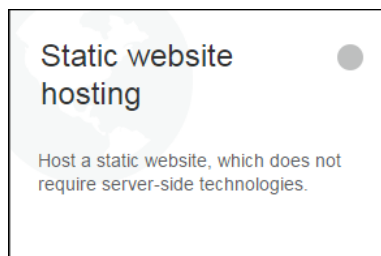 Static website
hosting
Host a static website, which does not
require server-side technologies.